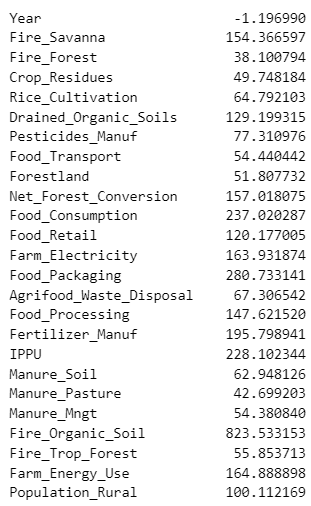 Year -1.196990
Fire_Savanna 154.366597
Fire_Forest 38.100794
Crop_Residues 49.748184
Rice_Cultivation 64.792103
Drained_Organic_Soils 129.199315
Pesticides_Manuf 77.310976
Food_Transport 54.440442
Forestland 51.807732
Net_Forest_Conversion 157.018075
Food_Consumption 237.020287
Food_Retail 120.177005
Farm_Electricity 163.931874
Food_Packaging 280.733141
Agrifood_Waste_Disposal 67.306542
Food_Processing 147.621520
Fertilizer_Manuf 195.798941
IPPU 228.102344
Manure_Soil 62.948126
Manure_Pasture 42.699203
Manure_Mngt 54.380840
Fire_Organic_Soil 823.533153
Fire_Trop_Forest 55.853713
Farm_Energy_Use 164.888898
Population_Rural 100.112169